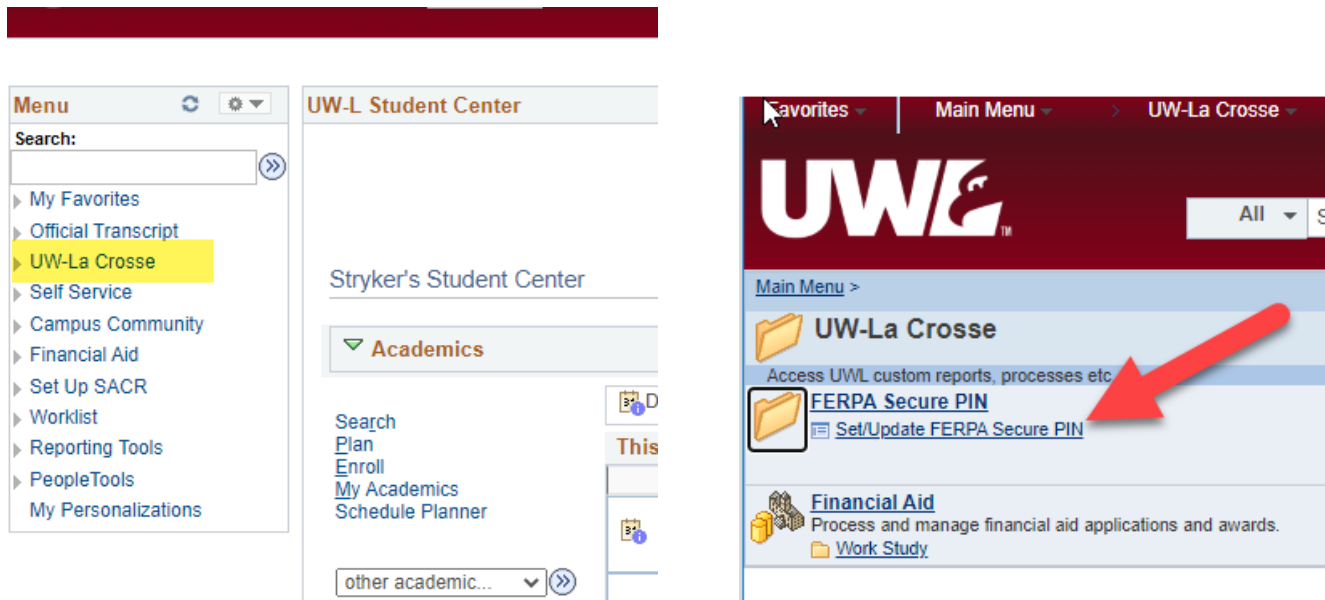 Menu
Search:
My Favorites
Official Transcript
UW-La Crosse
Self Service
Campus Community
Financial Aid
Set Up SACR
Worklist
Reporting Tools
PeopleTools
My Personalizations
UW-L Student Center
Stryker's Student Center
Academics
Search
Plan
Enroll
My Academics
Schedule Planner
other academic...
This
Favorites Main Menu > UW-La Crosse
UWL
TM
All
Main Menu >
UW-La Crosse
Access UWL custom reports, processes etc
FERPA Secure PIN
Set/Update FERPA Secure PIN
Financial Aid
Process and manage financial aid applications and awards.
Work Study